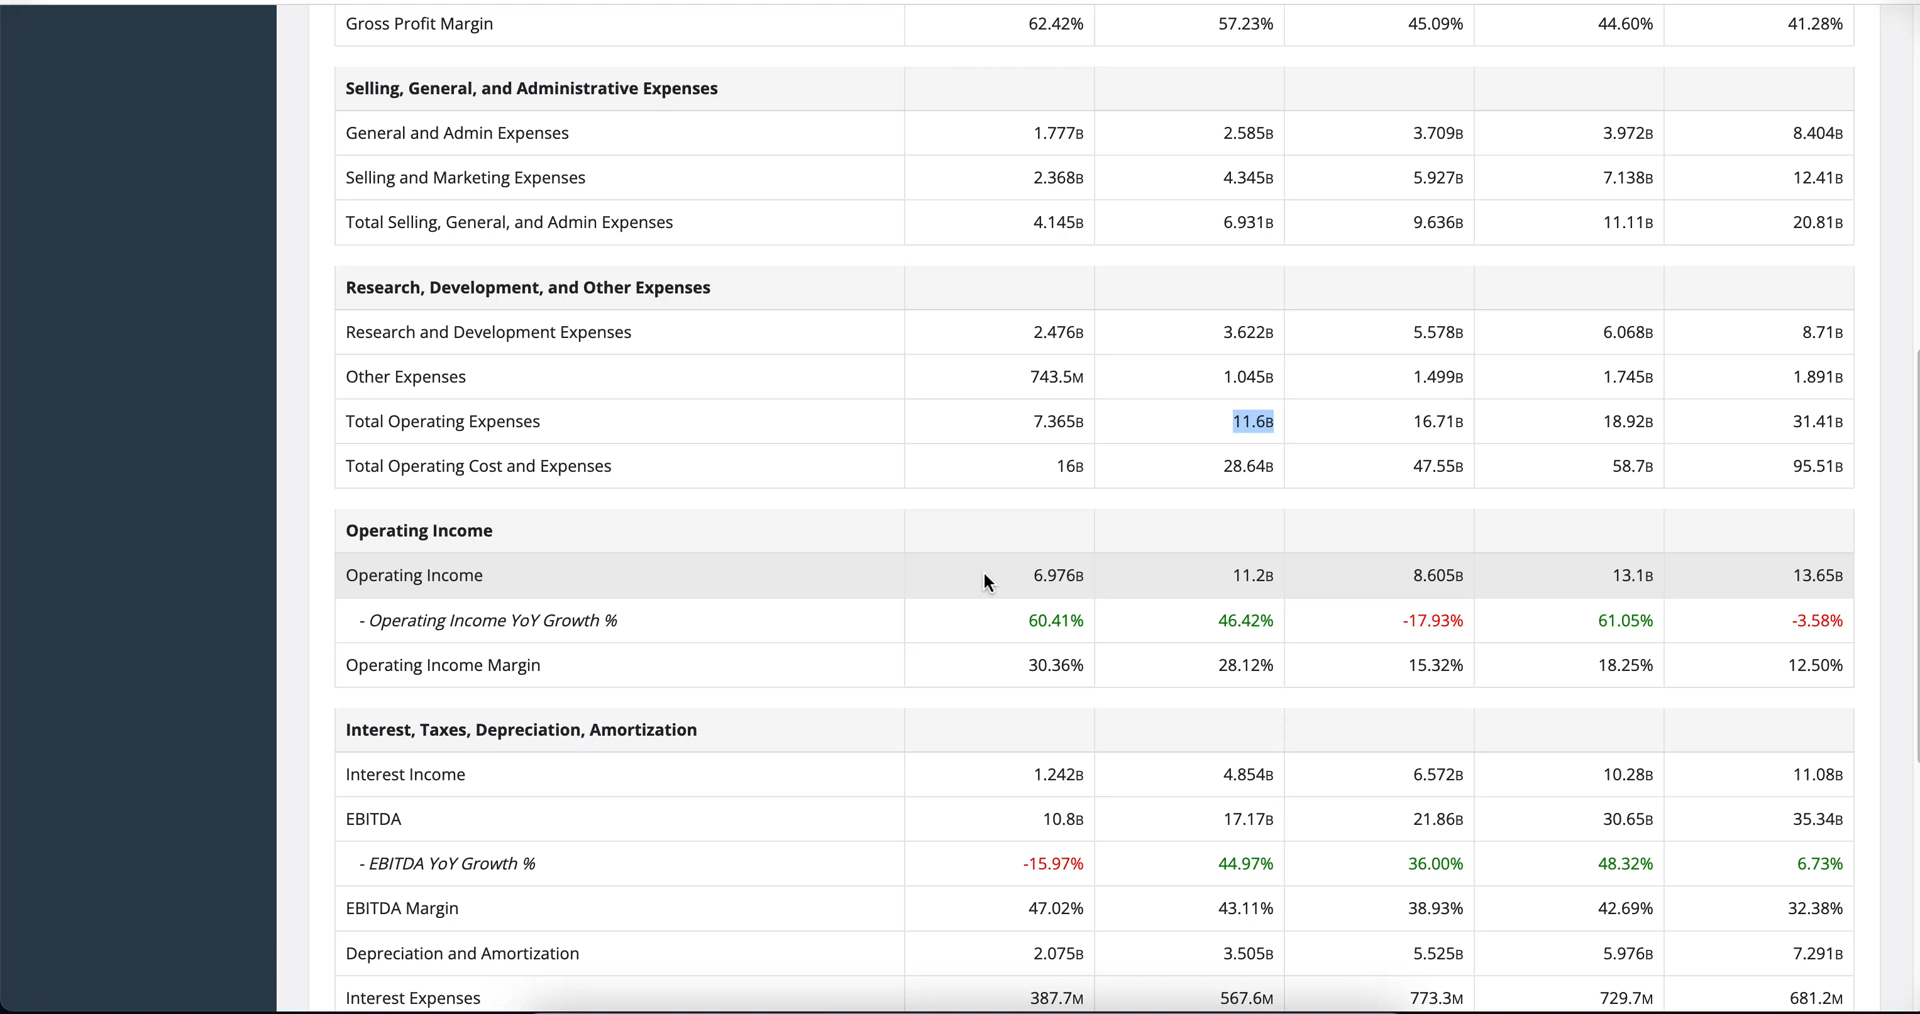 Gross Profit Margin 62.42% 57.23% 45.09% 44.60% 41.28%
Selling, General, and Administrative Expenses
General and Admin Expenses 1.777B 2.585B 3.709B 3.972B 8.404B
Selling and Marketing Expenses 2.368B 4.345B 5.927B 7.138B 12.41B
Total Selling, General, and Admin Expenses 4.145B 6.931B 9.636B 11.11B 20.81B
Research, Development, and Other Expenses
Research and Development Expenses 2.476B 3.622B 5.578B 6.068B 8.71B
Other Expenses 743.5M 1.045B 1.499B 1.745B 1.891B
Total Operating Expenses 7.365B 11.6B 16.71B 18.92B 31.41B
Total Operating Cost and Expenses 16B 28.64B 47.55B 58.7B 95.51B
Operating Income
Operating Income 6.976B 11.2B 8.605B 13.1B 13.65B
- Operating Income YoY Growth % 60.41% 46.42% -17.93% 61.05% -3.58%
Operating Income Margin 30.36% 28.12% 15.32% 18.25% 12.50%
Interest, Taxes, Depreciation, Amortization
Interest Income 1.242B 4.854B 6.572B 10.28B 11.08B
EBITDA 10.8B 17.17B 21.86B 30.65B 35.34B
- EBITDA YoY Growth % -15.97% 44.97% 36.00% 48.32% 6.73%
EBITDA Margin 47.02% 43.11% 38.93% 42.69% 32.38%
Depreciation and Amortization 2.075B 3.505B 5.525B 5.976B 7.291B
Interest Expenses 387.7M 567.6M 773.3M 729.7M 681.2M